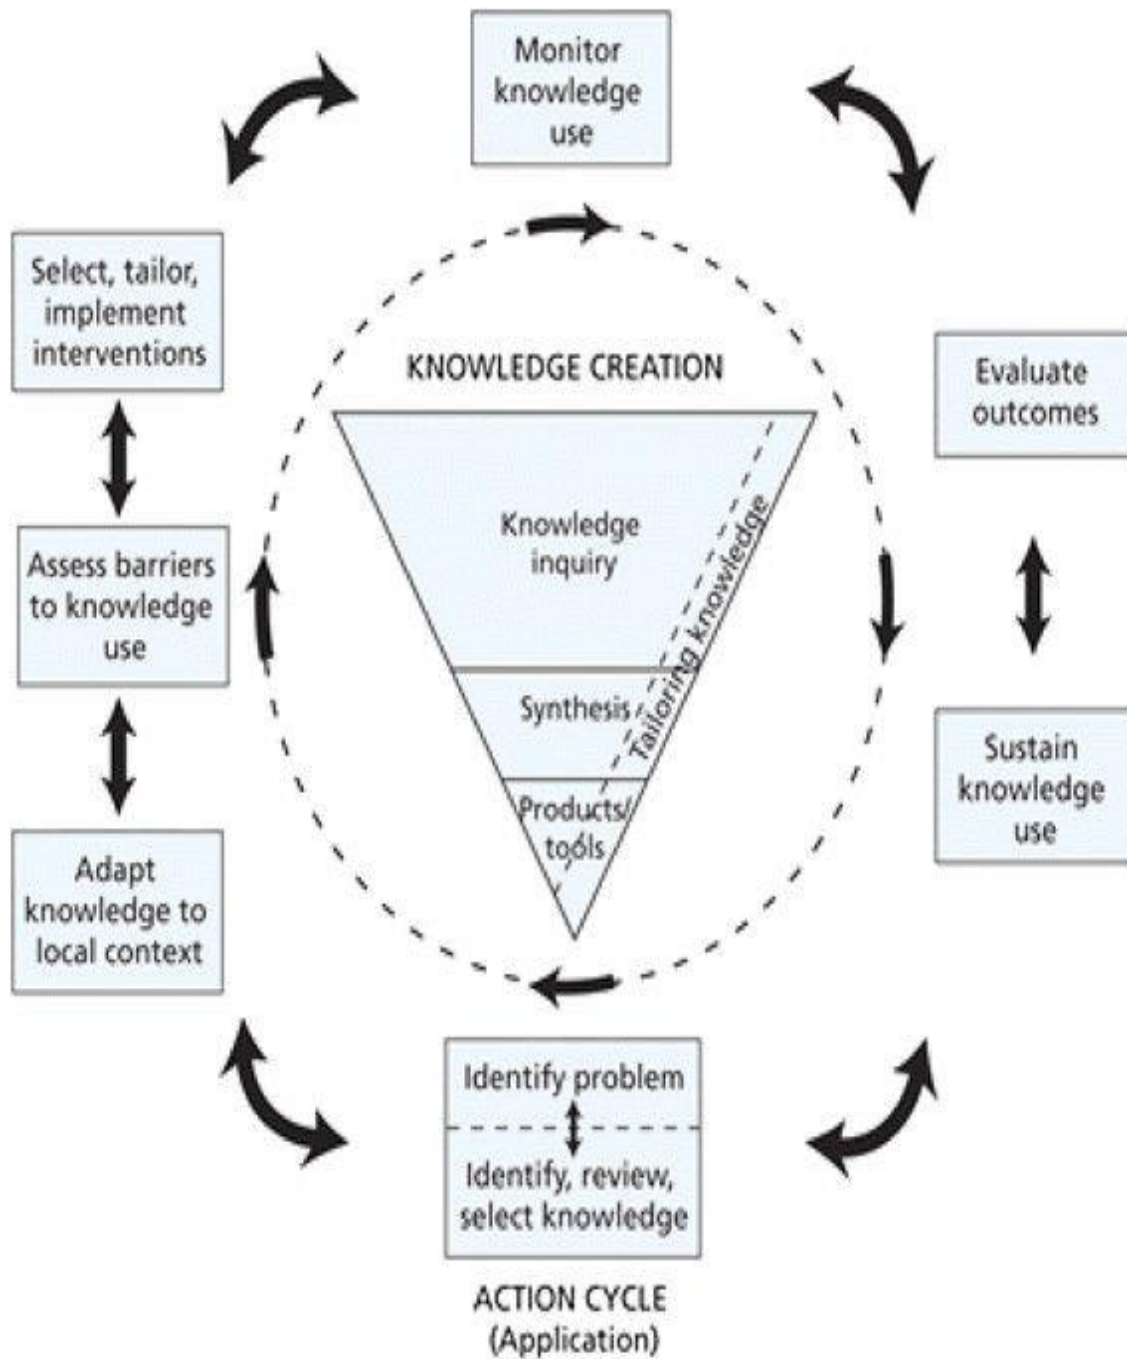 Monitor
knowledge
use
Select, tailor,
implement
interventions
KNOWLEDGE CREATION
Evaluate
outcomes
Knowledge
inquiry
Tailoring knowledge
Assess barriers
to knowledge
use
Synthesis
Sustain
knowledge
use
Products/
tools
Adapt
knowledge to
local context
Identify problem
Identify, review,
select knowledge
ACTION CYCLE
(Application)